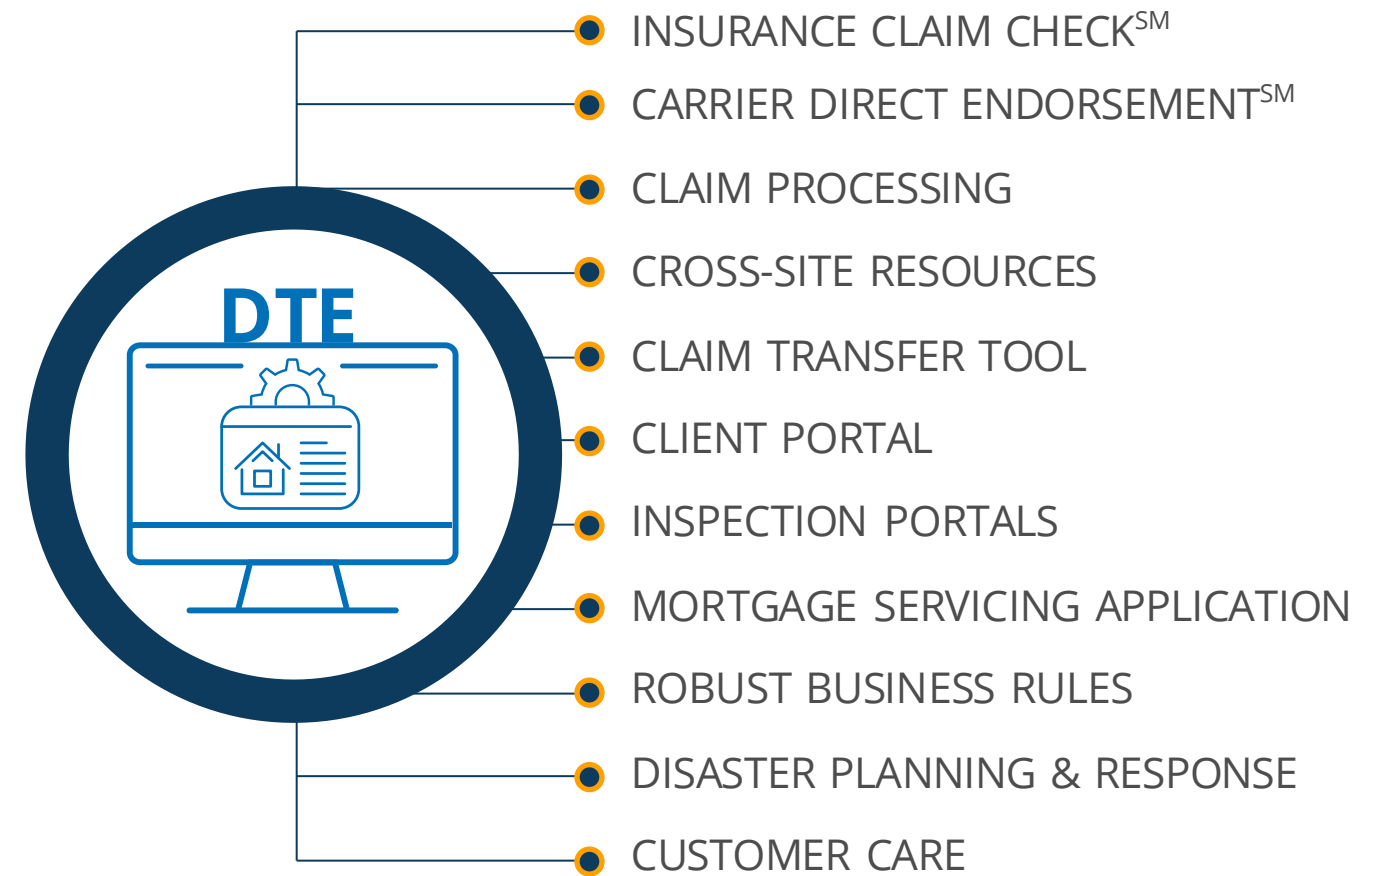 INSURANCE CLAIM CHECK℠
CARRIER DIRECT ENDORSEMENT℠
CLAIM PROCESSING
CROSS-SITE RESOURCES
DTE
CLAIM TRANSFER TOOL
CLIENT PORTAL
INSPECTION PORTALS
MORTGAGE SERVICING APPLICATION
ROBUST BUSINESS RULES
DISASTER PLANNING & RESPONSE
CUSTOMER CARE